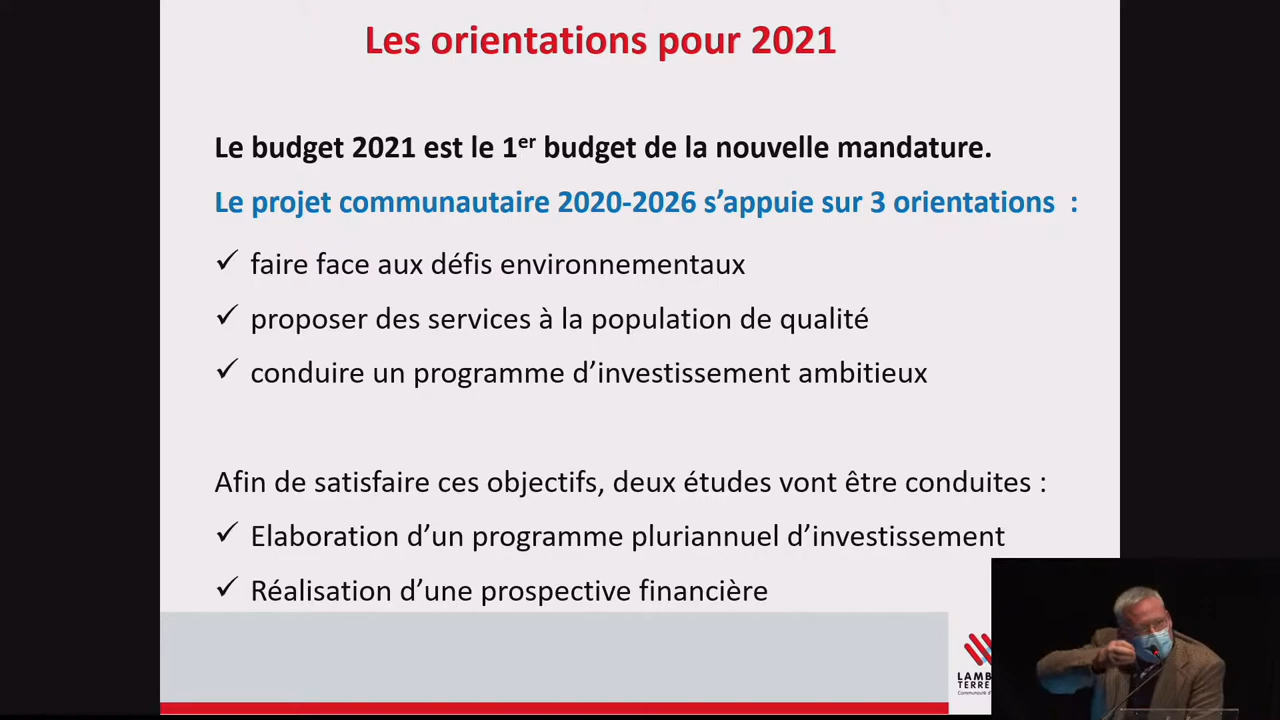 Les orientations pour 2021
Le budget 2021 est le 1er budget de la nouvelle mandature.
Le projet communautaire 2020-2026 s’appuie sur 3 orientations :
faire face aux défis environnementaux
proposer des services à la population de qualité
conduire un programme d’investissement ambitieux
Afin de satisfaire ces objectifs, deux études vont être conduites :
Elaboration d’un programme pluriannuel d’investissement
Réalisation d’une prospective financière
LAMB
TERRE